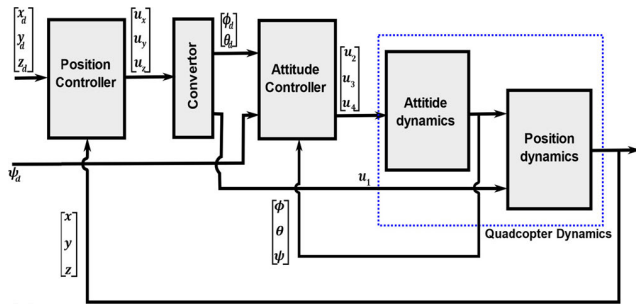 [x_d
y_d
z_d]
Position
Controller
[u_x
u_y
u_z]
Convertor
[ϕ_d
θ_d]
Attitude
Controller
[u_2
u_3
u_4]
Attitide
dynamics
Position
dynamics
ψ_d
u_1
[x
y
z]
[ϕ
θ
ψ]
Quadcopter Dynamics